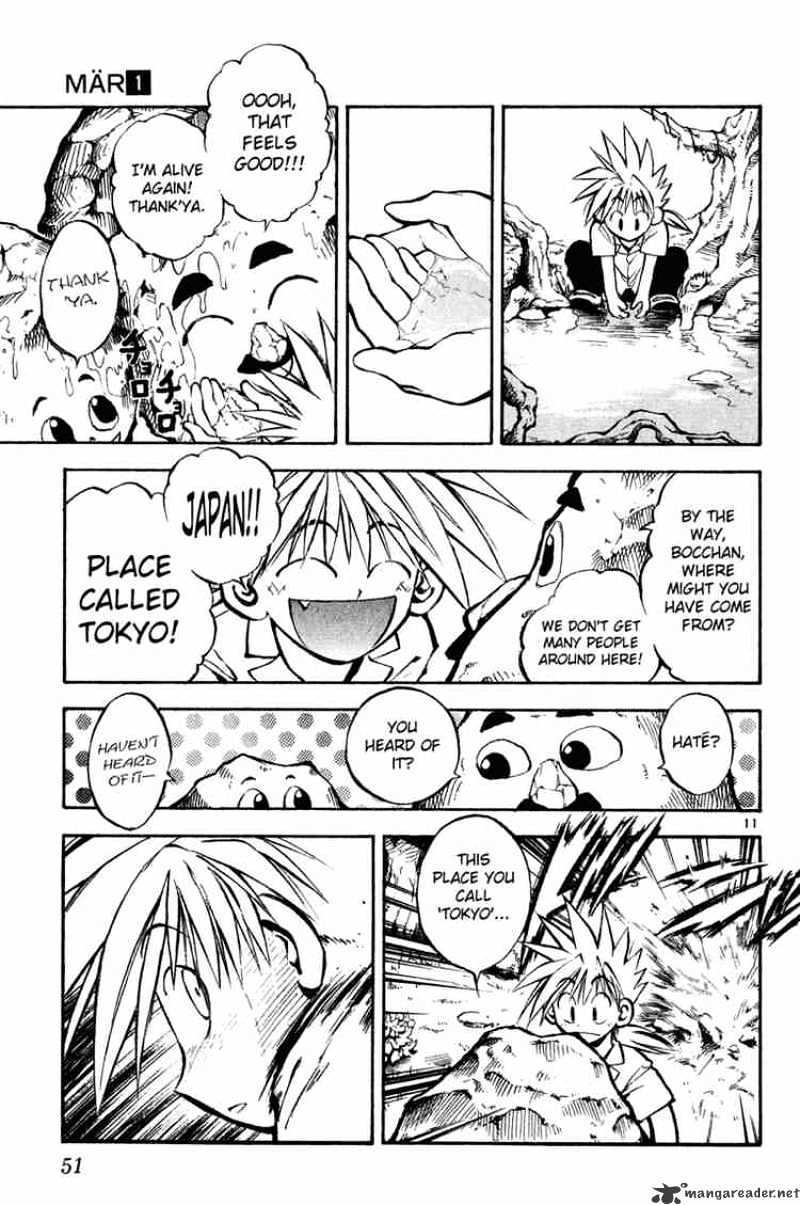 MÄR1
OOOH,
THAT
FEELS
GOOD!!!
I'M ALIVE
AGAIN!
THANK'YA.
THANK
YA.
チョロ
チョロ
BY THE
WAY,
BOCCHAN,
WHERE
MIGHT YOU
HAVE COME
FROM?
WE DON'T GET
MANY PEOPLE
AROUND HERE!
JAPAN!!
PLACE
CALLED
TOKYO!
HATÉ?
YOU
HEARD OF
IT?
HAVEN'T
HEARD
OF IT—
11
THIS
PLACE YOU
CALL
'TOKYO'...
51
mangareader.net